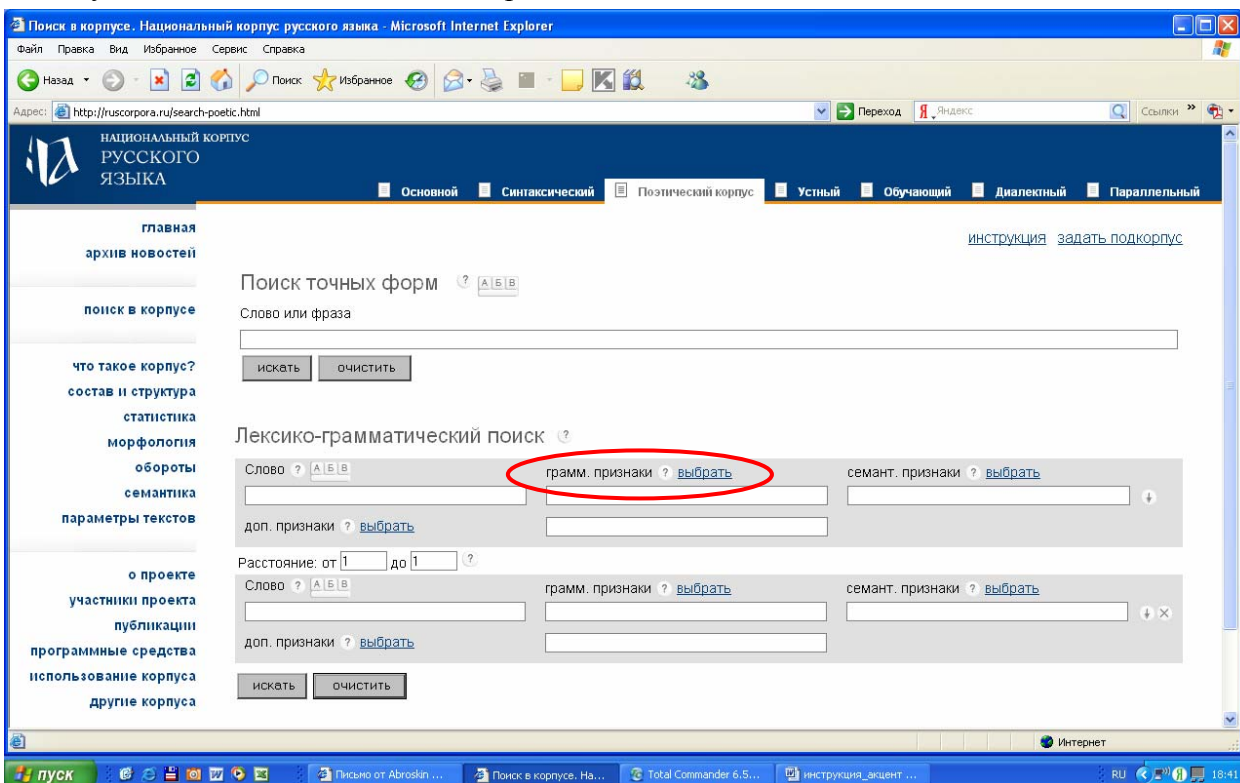 Поиск в корпусе. Национальный корпус русского языка - Microsoft Internet Explorer
Файл Правка Вид Избранное Сервис Справка
Назад Поиск Избранное
Адрес: http://ruscorpora.ru/search-poetic.html Переход Яндекс Ссылки »
НАЦИОНАЛЬНЫЙ КОРПУС
РУССКОГО
ЯЗЫКА
Основной Синтаксический Поэтический корпус Устный Обучающий Диалектный Параллельный
главная
архив новостей
поиск в корпусе
что такое корпус?
состав и структура
статистика
морфология
обороты
семантика
параметры текстов
о проекте
участники проекта
публикации
программные средства
использование корпуса
другие корпуса
инструкция задать подкорпус
Поиск точных форм ? А Б В
Слово или фраза
искать очистить
Лексико-грамматический поиск ?
Слово ? А Б В грамм. признаки ? выбрать семант. признаки ? выбрать
доп. признаки ? выбрать
Расстояние: от 1 до 1 ?
Слово ? А Б В грамм. признаки ? выбрать семант. признаки ? выбрать
доп. признаки ? выбрать
искать очистить
Интернет
пуск Письмо от Abroskin ... Поиск в корпусе. На... Total Commander 6.5... инструкция_акцент ... RU 18:41